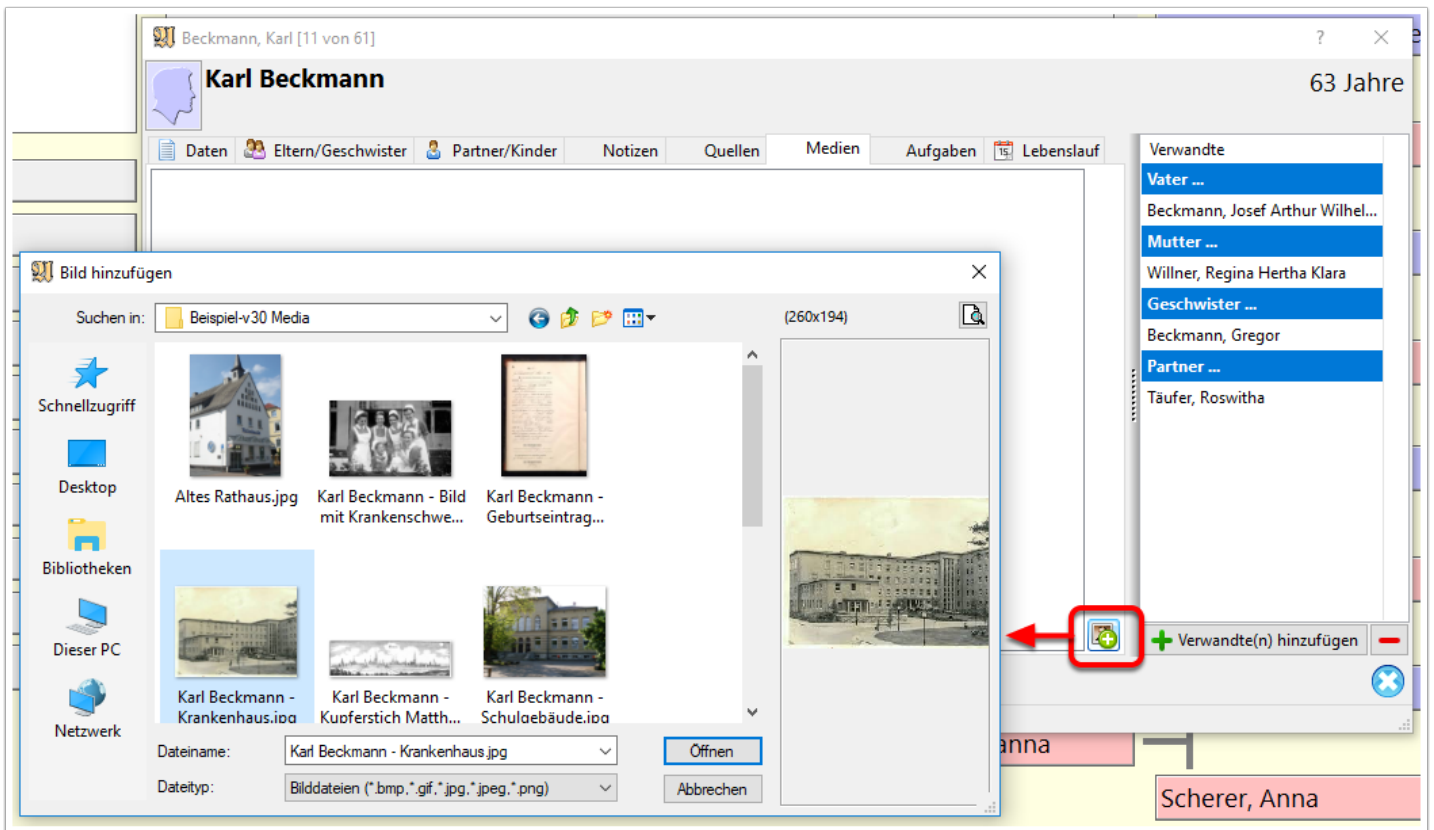 Beckmann, Karl [11 von 61]
?
Karl Beckmann
63 Jahre
Daten
Eltern/Geschwister
Partner/Kinder
Notizen
Quellen
Medien
Aufgaben
15
Lebenslauf
Verwandte
Vater ...
Beckmann, Josef Arthur Wilhel...
Mutter ...
Willner, Regina Hertha Klara
Geschwister ...
Beckmann, Gregor
Partner ...
Täufer, Roswitha
Verwandte(n) hinzufügen
Bild hinzufügen
Suchen in:
Beispiel-v30 Media
(260x194)
Schnellzugriff
Desktop
Bibliotheken
Dieser PC
Netzwerk
Altes Rathaus.jpg
Karl Beckmann - Bild
mit Krankenschwe...
Karl Beckmann -
Geburtseintrag...
Karl Beckmann -
Krankenhaus.jpg
Karl Beckmann -
Kupferstich Matth...
Karl Beckmann -
Schulgebäude.jpg
Dateiname:
Karl Beckmann - Krankenhaus.jpg
Öffnen
Dateityp:
Bilddateien (*.bmp,*.gif,*.jpg,*.jpeg,*.png)
Abbrechen
anna
Scherer, Anna